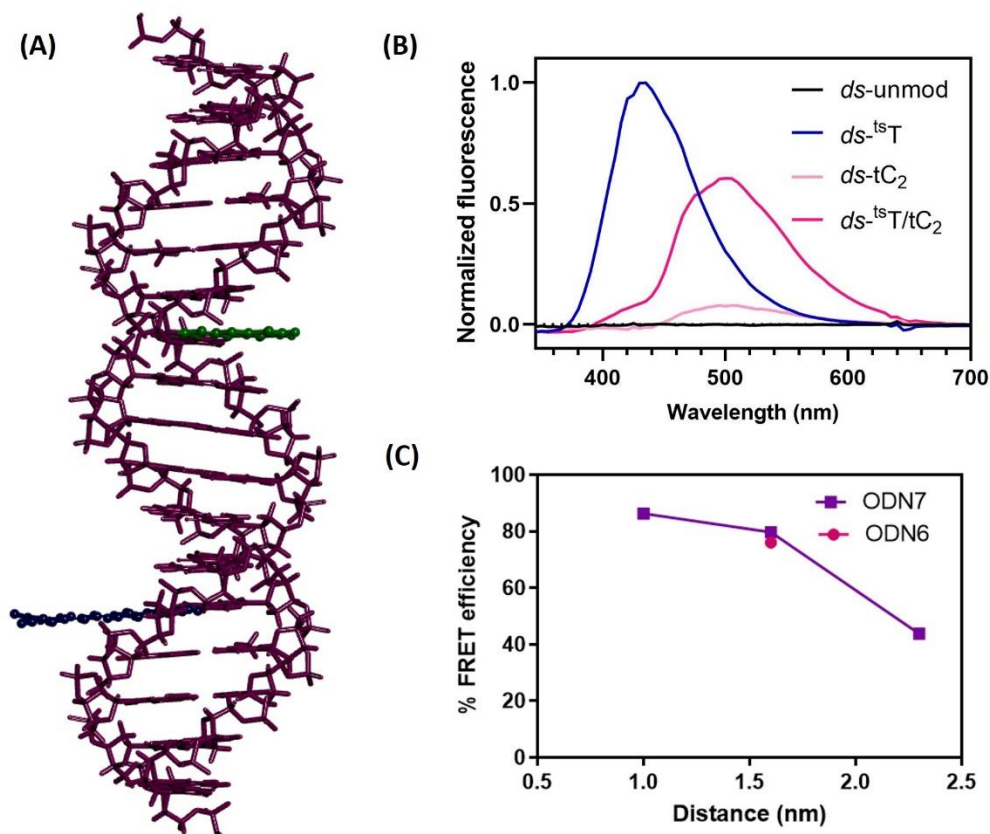 (A)
(B)
Normalized fluorescence
1.0
0.5
0.0
ds-unmod
ds-ᵗˢT
ds-tC₂
ds-ᵗˢT/tC₂
400
500
600
700
Wavelength (nm)
(C)
% FRET efficiency
100
80
60
40
20
0
ODN7
ODN6
0.5
1.0
1.5
2.0
2.5
Distance (nm)